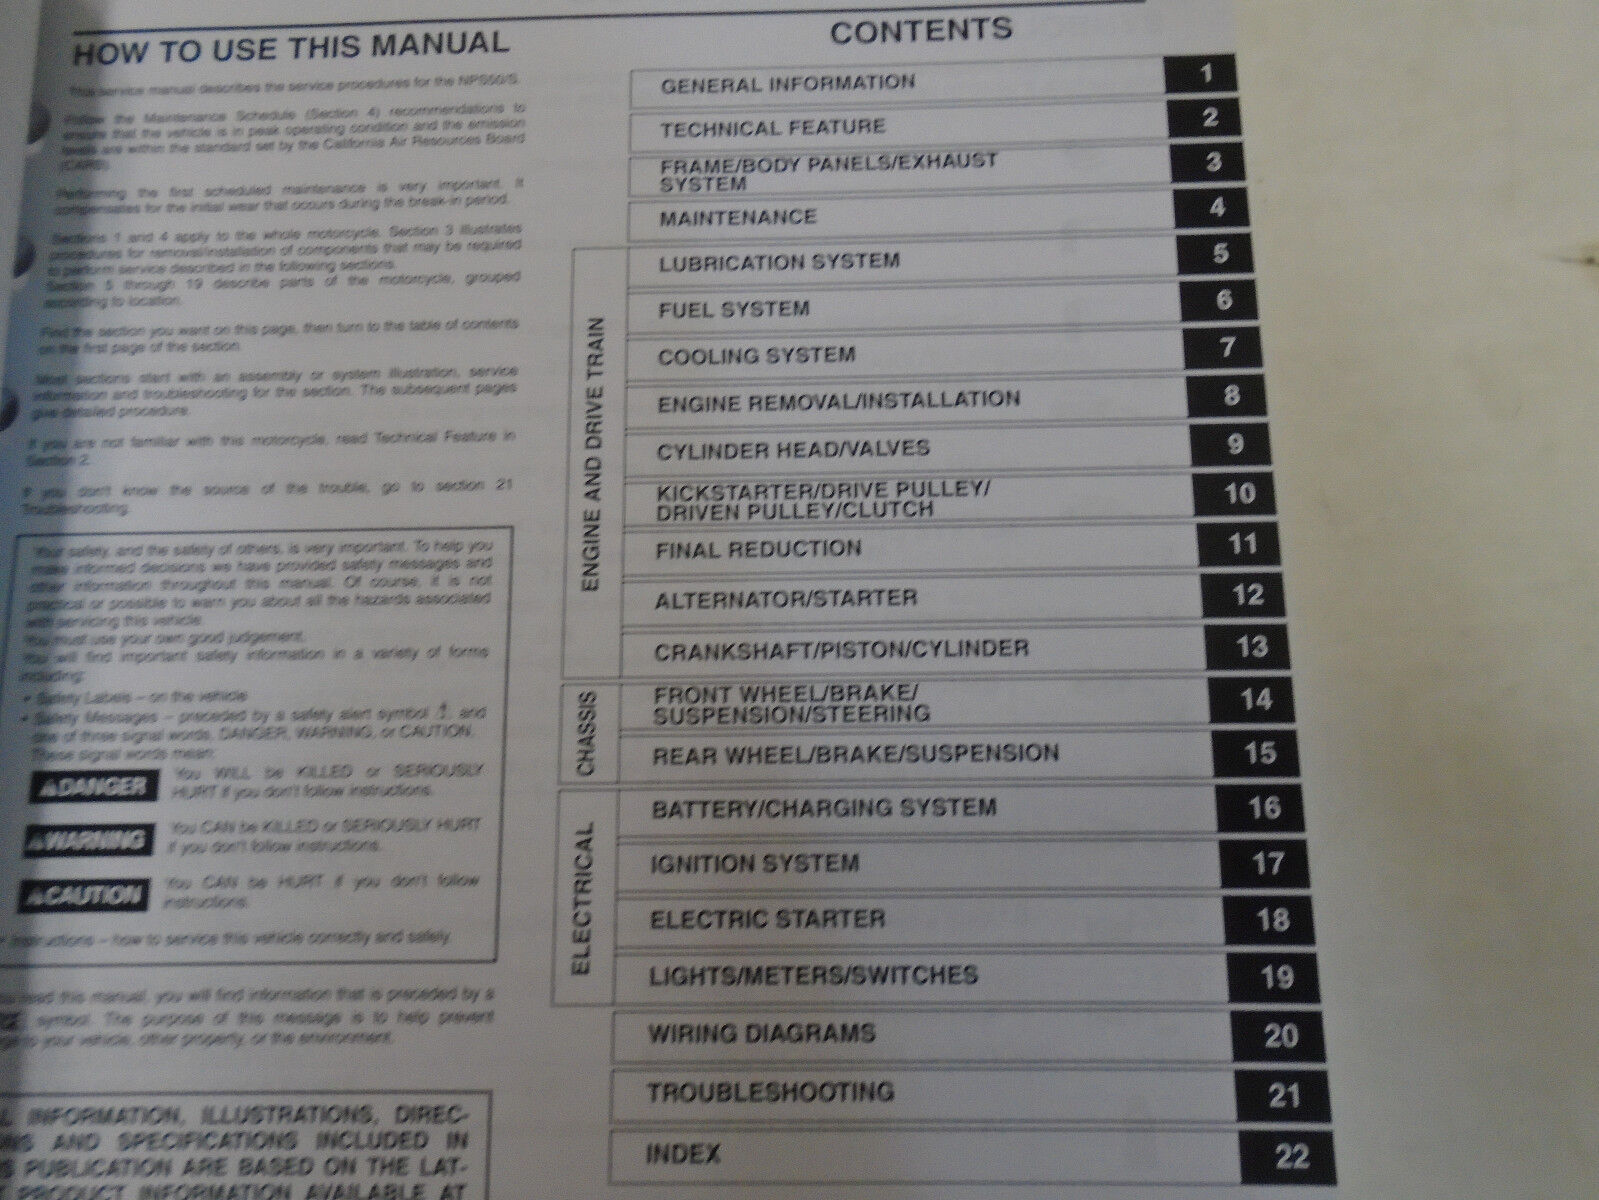 HOW TO USE THIS MANUAL
This service manual describes the service procedures for the NPS50/S.
Follow the Maintenance Schedule (Section 4) recommendations to
ensure that the vehicle is in peak operating condition and the emission
levels are within the standard set by the California Air Resources Board
(CARB).
Performing the first scheduled maintenance is very important. It
compensates for the initial wear that occurs during the break-in period.
Sections 1 and 4 apply to the whole motorcycle. Section 3 illustrates
procedures for removal/installation of components that may be required
to perform service described in the following sections.
Section 5 through 19 describe parts of the motorcycle, grouped
according to location.
Find the section you want on this page, then turn to the table of contents
on the first page of the section.
Most sections start with an assembly or system illustration, service
information and troubleshooting for the section. The subsequent pages
give detailed procedure.
If you are not familiar with this motorcycle, read Technical Feature in
Section 2.
If you don't know the source of the trouble, go to section 21
Troubleshooting.
Your safety, and the safety of others, is very important. To help you
make informed decisions we have provided safety messages and
other information throughout this manual. Of course, it is not
practical or possible to warn you about all the hazards associated
with servicing this vehicle.
You must use your own good judgement.
You will find important safety information in a variety of forms
including:
• Safety Labels – on the vehicle
• Safety Messages – preceded by a safety alert symbol ⚠ and
one of three signal words, DANGER, WARNING, or CAUTION.
These signal words mean:
⚠DANGER You WILL be KILLED or SERIOUSLY
HURT if you don't follow instructions.
⚠WARNING You CAN be KILLED or SERIOUSLY HURT
if you don't follow instructions.
⚠CAUTION You CAN be HURT if you don't follow
instructions.
• Instructions – how to service this vehicle correctly and safely.
read this manual, you will find information that is preceded by a
symbol. The purpose of this message is to help prevent
to your vehicle, other property, or the environment.
INFORMATION, ILLUSTRATIONS, DIREC-
AND SPECIFICATIONS INCLUDED IN
PUBLICATION ARE BASED ON THE LAT-
PRODUCT INFORMATION AVAILABLE AT
CONTENTS
GENERAL INFORMATION 1
TECHNICAL FEATURE 2
FRAME/BODY PANELS/EXHAUST
SYSTEM 3
MAINTENANCE 4
ENGINE AND DRIVE TRAIN
LUBRICATION SYSTEM 5
FUEL SYSTEM 6
COOLING SYSTEM 7
ENGINE REMOVAL/INSTALLATION 8
CYLINDER HEAD/VALVES 9
KICKSTARTER/DRIVE PULLEY/
DRIVEN PULLEY/CLUTCH 10
FINAL REDUCTION 11
ALTERNATOR/STARTER 12
CRANKSHAFT/PISTON/CYLINDER 13
CHASSIS
FRONT WHEEL/BRAKE/
SUSPENSION/STEERING 14
REAR WHEEL/BRAKE/SUSPENSION 15
ELECTRICAL
BATTERY/CHARGING SYSTEM 16
IGNITION SYSTEM 17
ELECTRIC STARTER 18
LIGHTS/METERS/SWITCHES 19
WIRING DIAGRAMS 20
TROUBLESHOOTING 21
INDEX 22